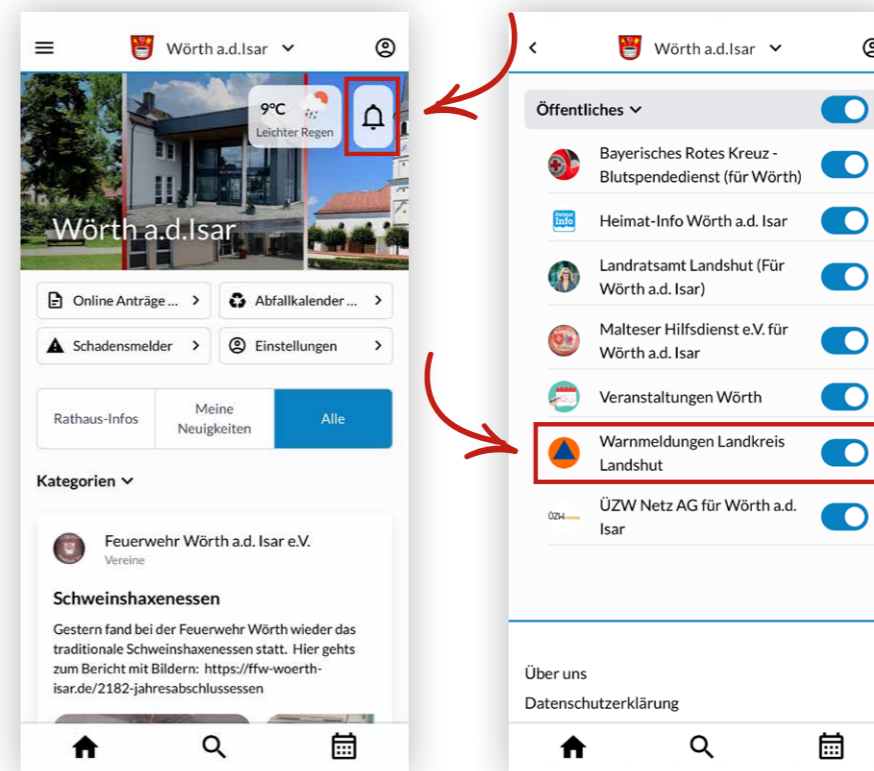 Wörth a.d.Isar
9°C
Leichter Regen
Wörth a.d.Isar
Online Anträge ...
Abfallkalender ...
Schadensmelder
Einstellungen
Rathaus-Infos
Meine
Neuigkeiten
Alle
Kategorien
Feuerwehr Wörth a.d. Isar e.V.
Vereine
Schweinshaxenessen
Gestern fand bei der Feuerwehr Wörth wieder das
traditionale Schweinshaxenessen statt. Hier gehts
zum Bericht mit Bildern: https://ffw-woerth-
isar.de/2182-jahresabschlussessen
Wörth a.d.Isar
Öffentliches
Bayerisches Rotes Kreuz -
Blutspendedienst (für Wörth)
Heimat
Info
Heimat-Info Wörth a.d. Isar
Landratsamt Landshut (Für
Wörth a.d. Isar)
Malteser Hilfsdienst e.V. für
Wörth a.d. Isar
Veranstaltungen Wörth
Warnmeldungen Landkreis
Landshut
ÜZW
ÜZW Netz AG für Wörth a.d.
Isar
Über uns
Datenschutzerklärung